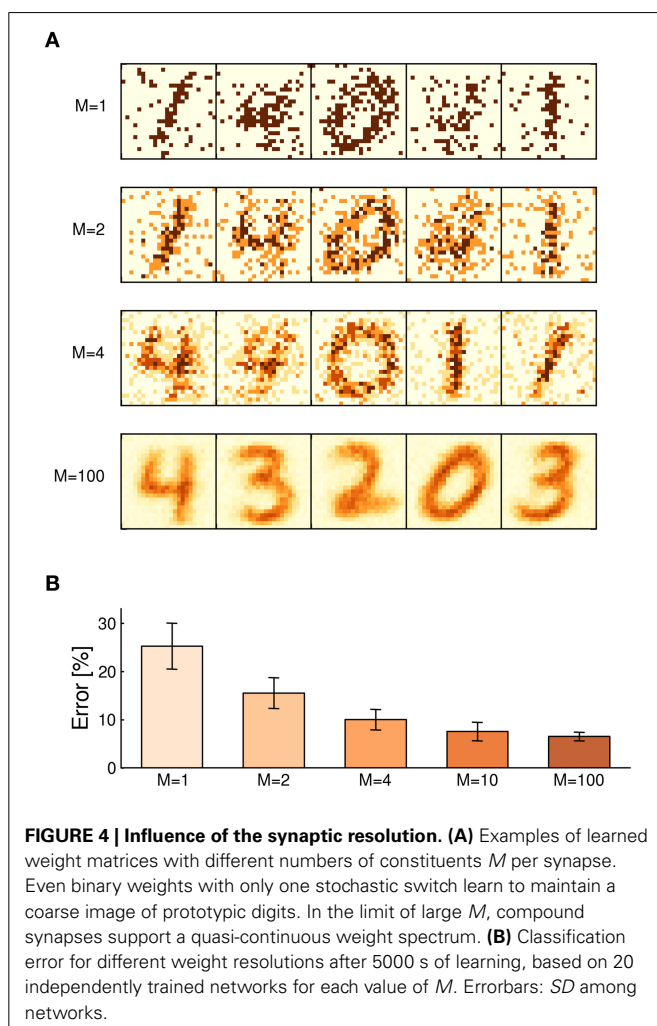 A
M=1
M=2
M=4
M=100
B
Error [%]
30
20
10
0
M=1 M=2 M=4 M=10 M=100
FIGURE 4 | Influence of the synaptic resolution. (A) Examples of learned
weight matrices with different numbers of constituents M per synapse.
Even binary weights with only one stochastic switch learn to maintain a
coarse image of prototypic digits. In the limit of large M, compound
synapses support a quasi-continuous weight spectrum. (B) Classification
error for different weight resolutions after 5000 s of learning, based on 20
independently trained networks for each value of M. Errorbars: SD among
networks.